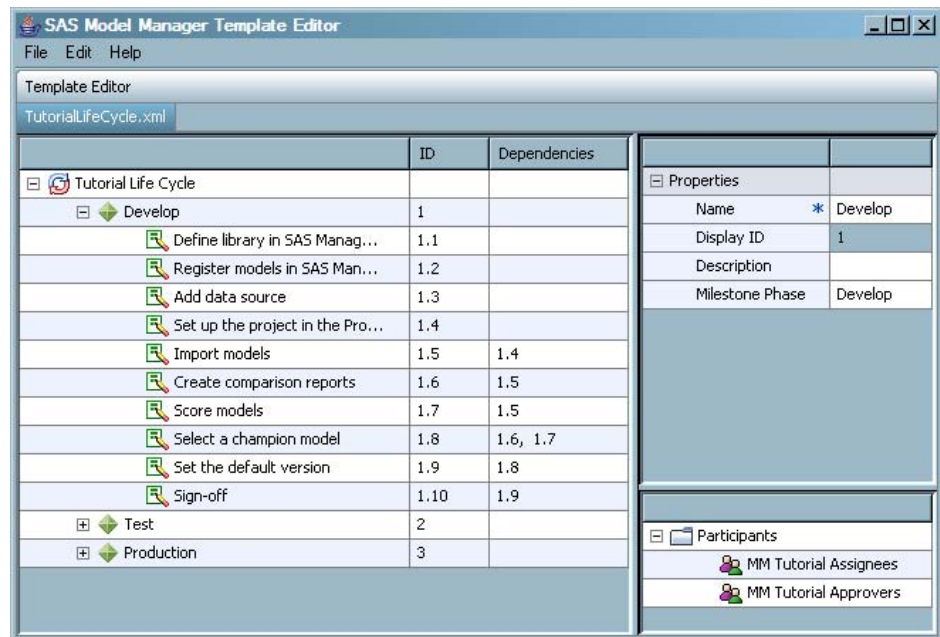 SAS Model Manager Template Editor
File Edit Help
Template Editor
TutorialLifeCycle.xml
ID Dependencies
Tutorial Life Cycle
Develop 1
Define library in SAS Manag... 1.1
Register models in SAS Man... 1.2
Add data source 1.3
Set up the project in the Pro... 1.4
Import models 1.5 1.4
Create comparison reports 1.6 1.5
Score models 1.7 1.5
Select a champion model 1.8 1.6, 1.7
Set the default version 1.9 1.8
Sign-off 1.10 1.9
Test 2
Production 3
Properties
Name * Develop
Display ID 1
Description
Milestone Phase Develop
Participants
MM Tutorial Assignees
MM Tutorial Approvers